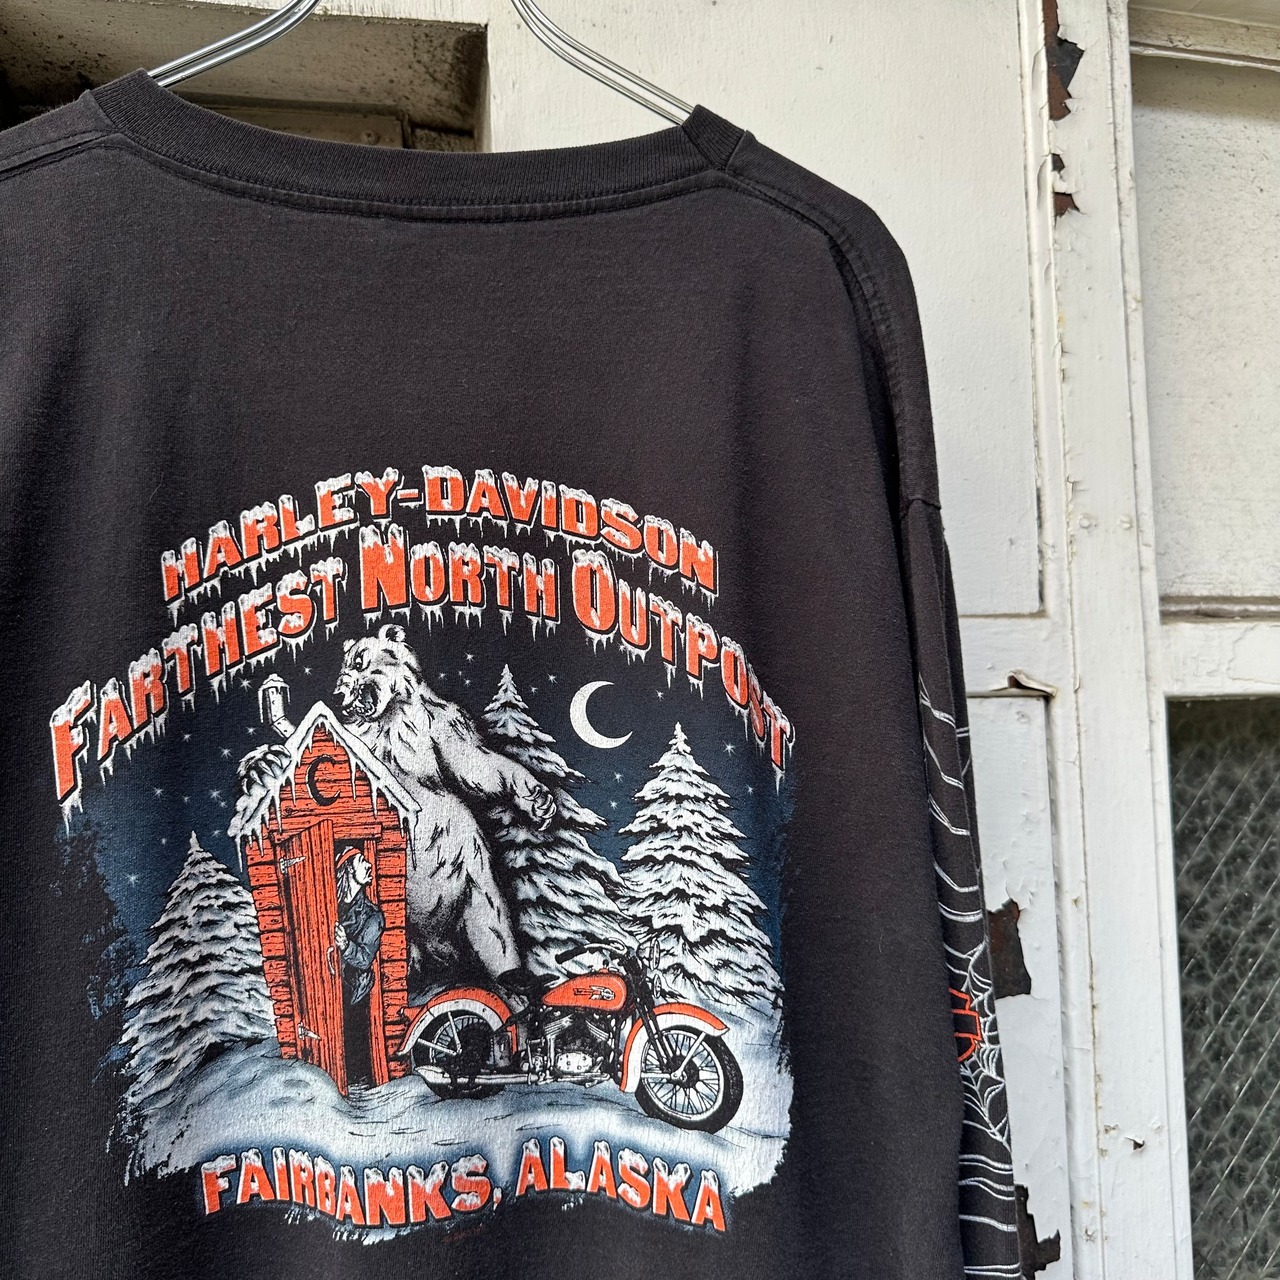 HARLEY-DAVIDSON
FARTHEST NORTH OUTPOST
FAIRBANKS, ALASKA